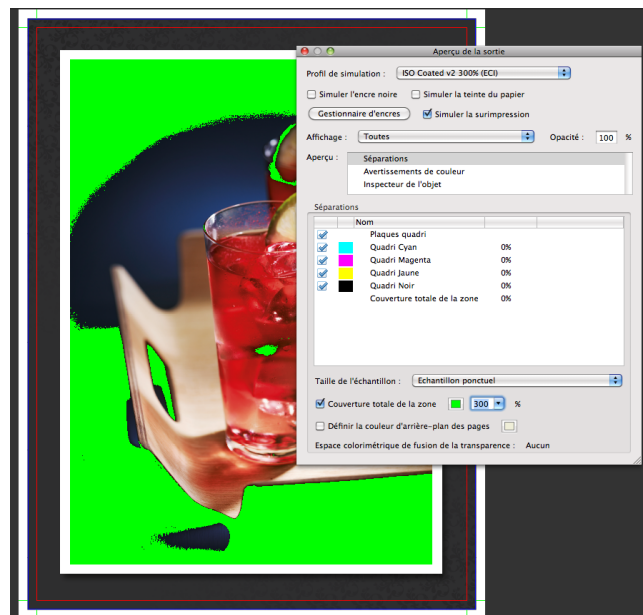 Aperçu de la sortie
Profil de simulation : ISO Coated v2 300% (ECI)
Simuler l'encre noire Simuler la teinte du papier
Gestionnaire d'encres Simuler la surimpression
Affichage : Toutes Opacité : 100 %
Aperçu : Séparations
Avertissements de couleur
Inspecteur de l'objet
Séparations
Nom
Plaques quadri
Quadri Cyan 0%
Quadri Magenta 0%
Quadri Jaune 0%
Quadri Noir 0%
Couverture totale de la zone 0%
Taille de l'échantillon : Echantillon ponctuel
Couverture totale de la zone 300 %
Définir la couleur d'arrière-plan des pages
Espace colorimétrique de fusion de la transparence : Aucun